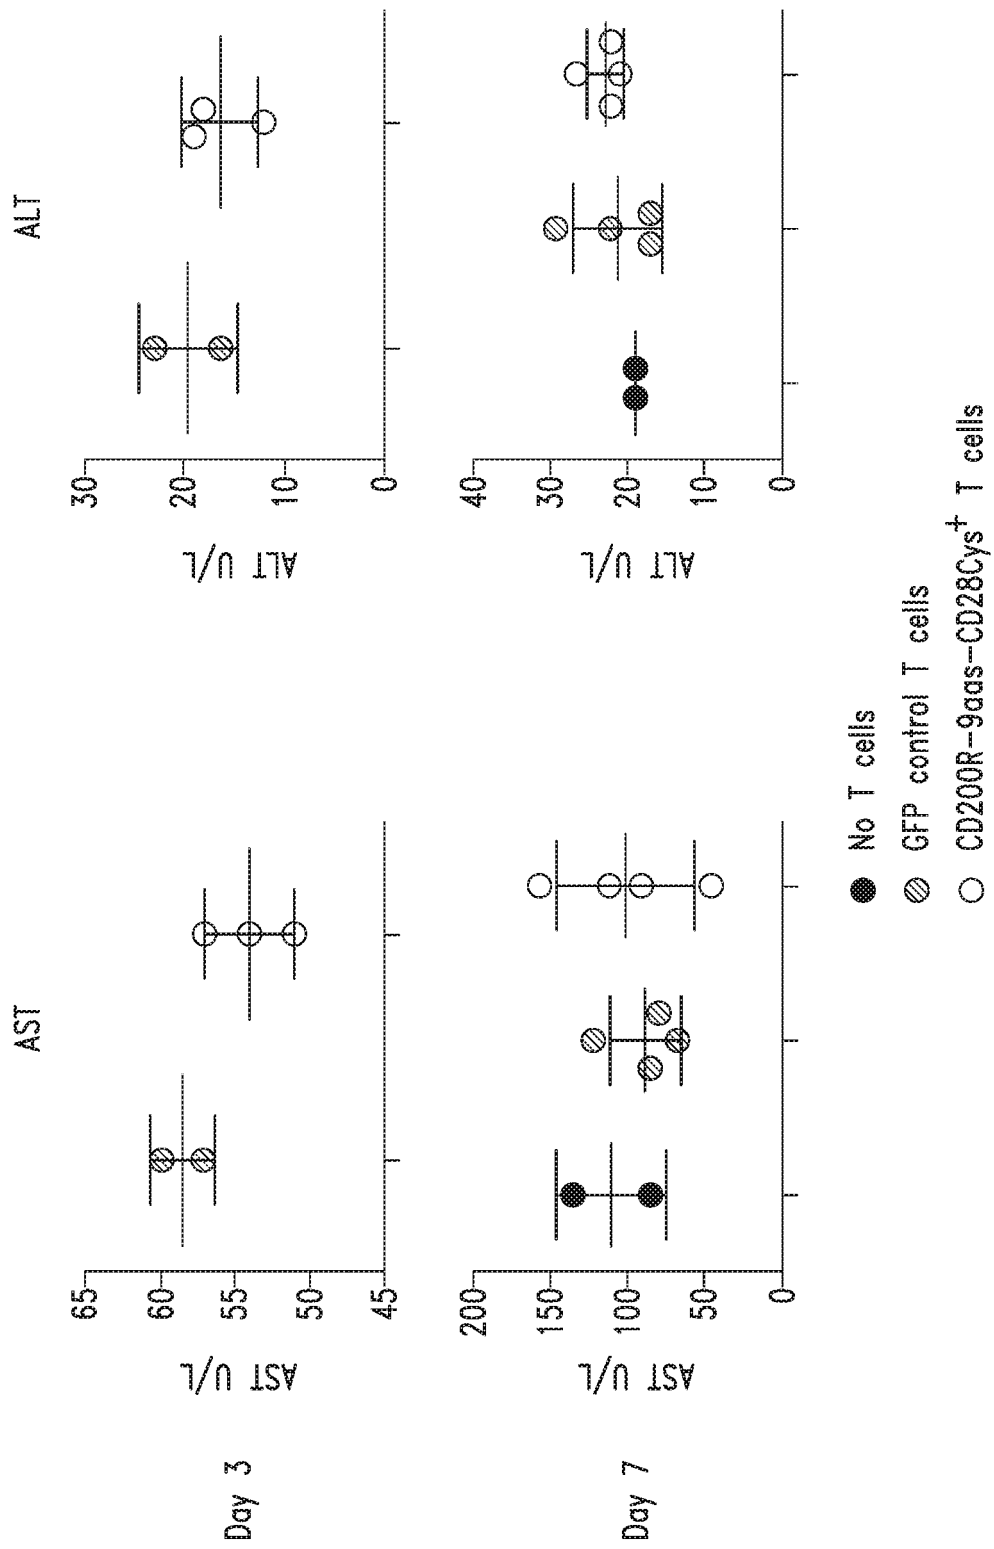 AST
ALT
Day 3
AST U/L
65
60
55
50
45
ALT U/L
30
20
10
0
Day 7
AST U/L
200
150
100
50
0
ALT U/L
40
30
20
10
0
No T cells
GFP control T cells
CD200R-9aas-CD28Cys+ T cells